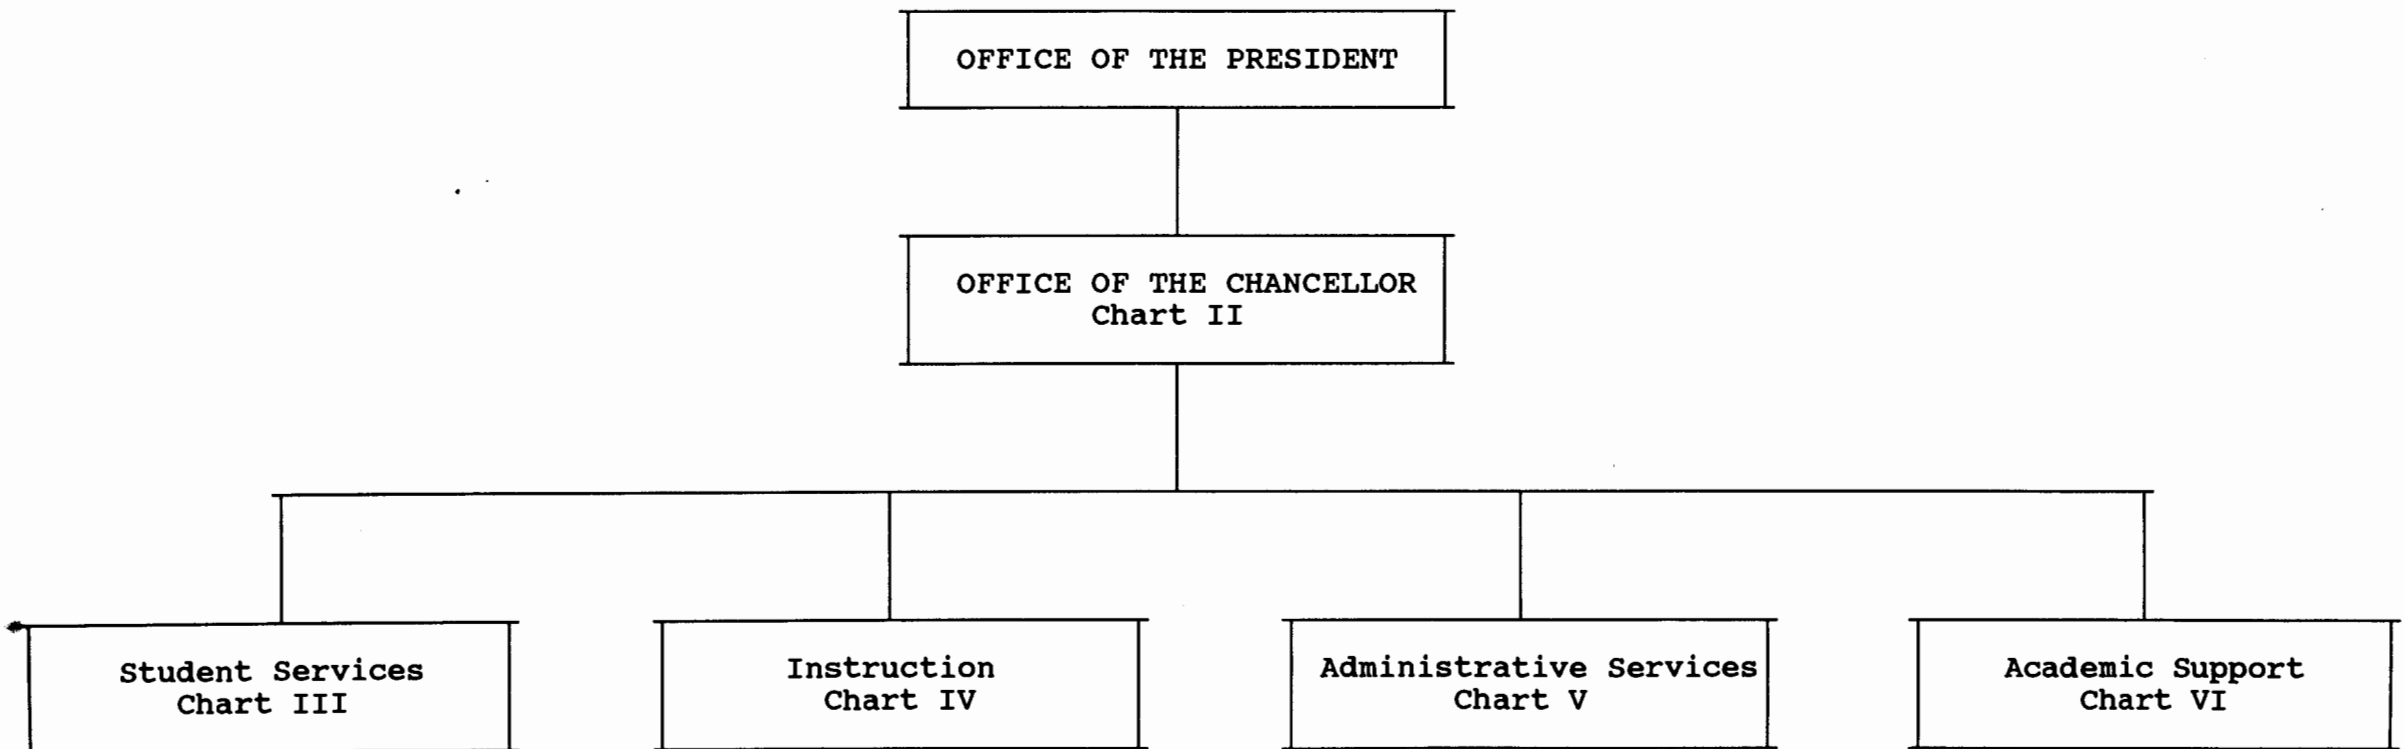 OFFICE OF THE PRESIDENT
OFFICE OF THE CHANCELLOR
Chart II
Student Services
Chart III
Instruction
Chart IV
Administrative Services
Chart V
Academic Support
Chart VI